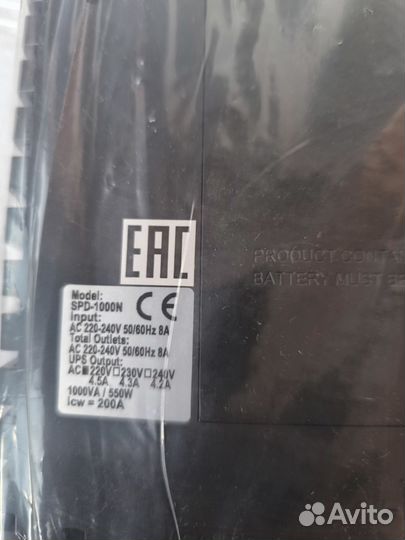 EAC
PRODUCT CONTA
BATTERY MUST BE
Model:
SPD-1000N
CE
Input:
AC 220-240V 50/60Hz 8A
Total Outlets:
AC 220-240V 50/60Hz 8A
UPS Output:
AC■220V□230V□240V
4.5A 4.3A 4.2A
1000VA / 550W
Icw = 200A
Avito